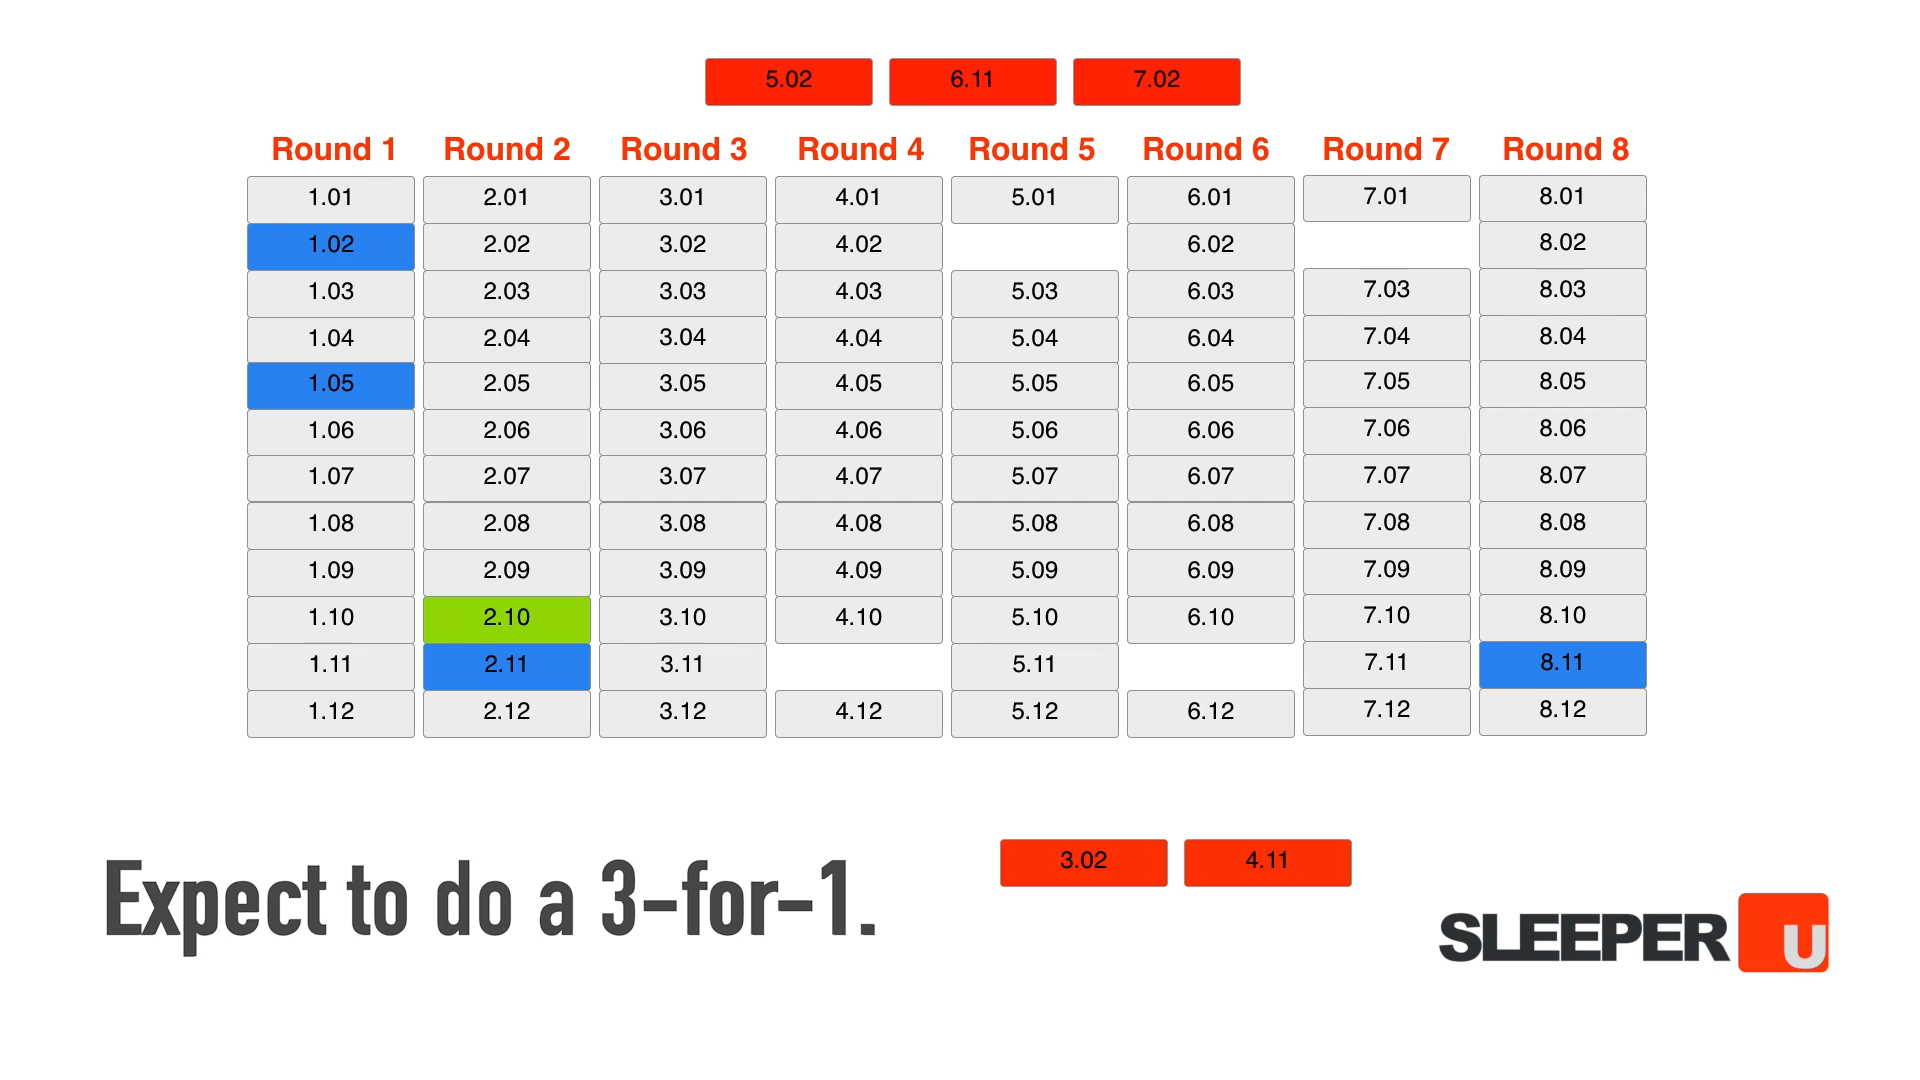 5.02 6.11 7.02
Round 1 Round 2 Round 3 Round 4 Round 5 Round 6 Round 7 Round 8
1.01 2.01 3.01 4.01 5.01 6.01 7.01 8.01
1.02 2.02 3.02 4.02 6.02 8.02
1.03 2.03 3.03 4.03 5.03 6.03 7.03 8.03
1.04 2.04 3.04 4.04 5.04 6.04 7.04 8.04
1.05 2.05 3.05 4.05 5.05 6.05 7.05 8.05
1.06 2.06 3.06 4.06 5.06 6.06 7.06 8.06
1.07 2.07 3.07 4.07 5.07 6.07 7.07 8.07
1.08 2.08 3.08 4.08 5.08 6.08 7.08 8.08
1.09 2.09 3.09 4.09 5.09 6.09 7.09 8.09
1.10 2.10 3.10 4.10 5.10 6.10 7.10 8.10
1.11 2.11 3.11 5.11 7.11 8.11
1.12 2.12 3.12 4.12 5.12 6.12 7.12 8.12
3.02 4.11
Expect to do a 3-for-1.
SLEEPER U